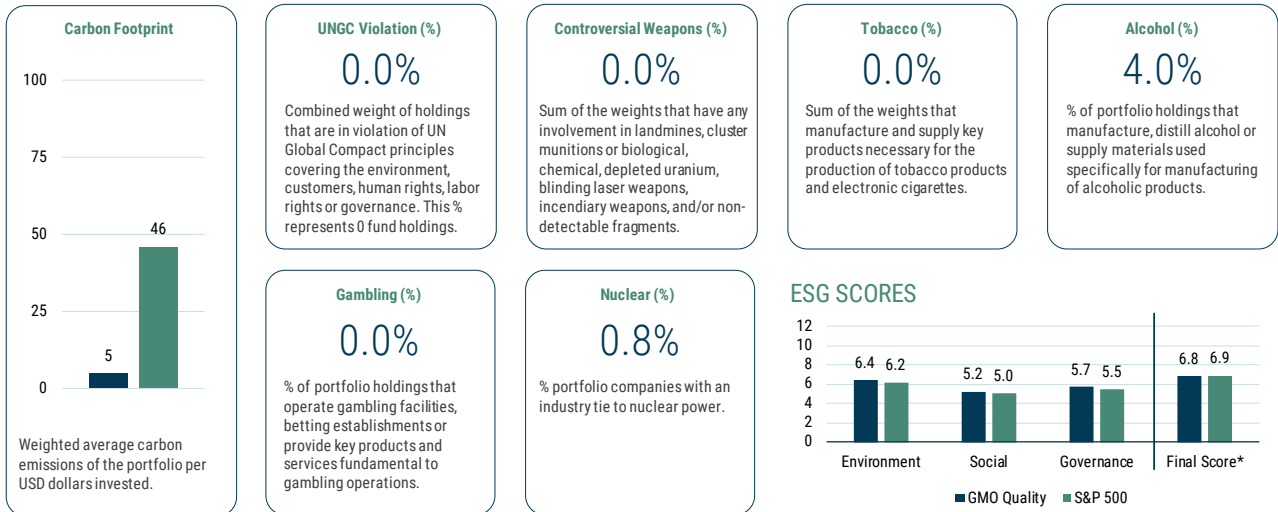 Carbon Footprint
100
75
50
46
25
5
0
Weighted average carbon
emissions of the portfolio per
USD dollars invested.
UNGC Violation (%)
0.0%
Combined weight of holdings
that are in violation of UN
Global Compact principles
covering the environment,
customers, human rights, labor
rights or governance. This %
represents 0 fund holdings.
Controversial Weapons (%)
0.0%
Sum of the weights that have any
involvement in landmines, cluster
munitions or biological,
chemical, depleted uranium,
blinding laser weapons,
incendiary weapons, and/or non-
detectable fragments.
Tobacco (%)
0.0%
Sum of the weights that
manufacture and supply key
products necessary for the
production of tobacco products
and electronic cigarettes.
Alcohol (%)
4.0%
% of portfolio holdings that
manufacture, distill alcohol or
supply materials used
specifically for manufacturing
of alcoholic products.
Gambling (%)
0.0%
% of portfolio holdings that
operate gambling facilities,
betting establishments or
provide key products and
services fundamental to
gambling operations.
Nuclear (%)
0.8%
% portfolio companies with an
industry tie to nuclear power.
ESG SCORES
12
10
8
6
4
2
0
6.4 6.2 5.2 5.0 5.7 5.5 6.8 6.9
Environment Social Governance Final Score*
GMO Quality S&P 500